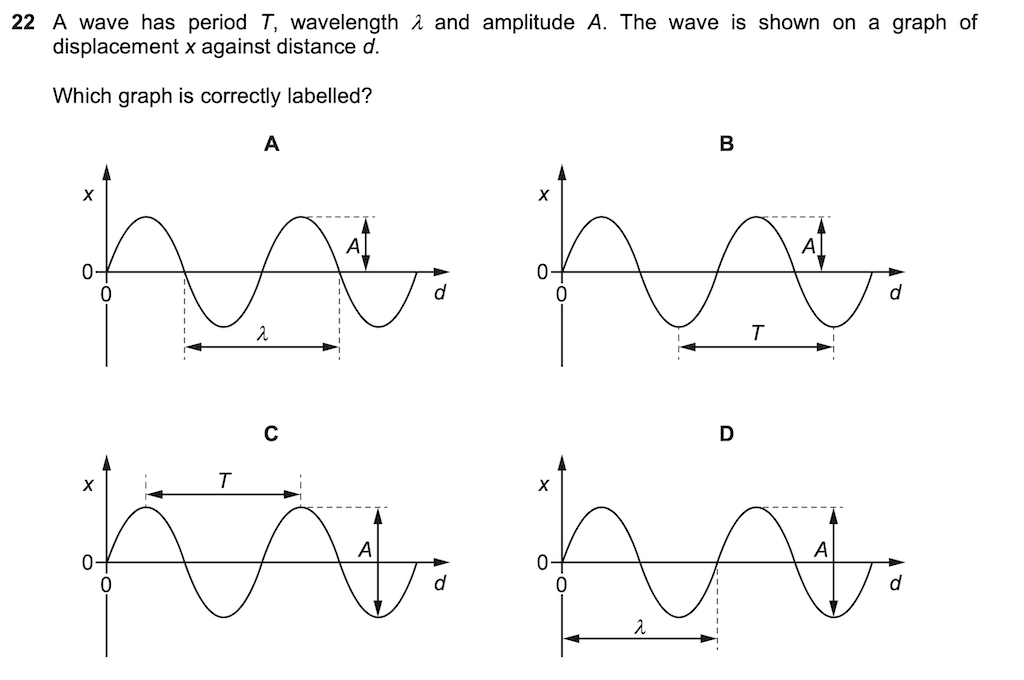 22 A wave has period T, wavelength λ and amplitude A. The wave is shown on a graph of
displacement x against distance d.
Which graph is correctly labelled?
A
x
A
0
0
d
λ
B
x
A
0
0
d
T
C
T
x
A
0
0
d
D
x
A
0
0
d
λ